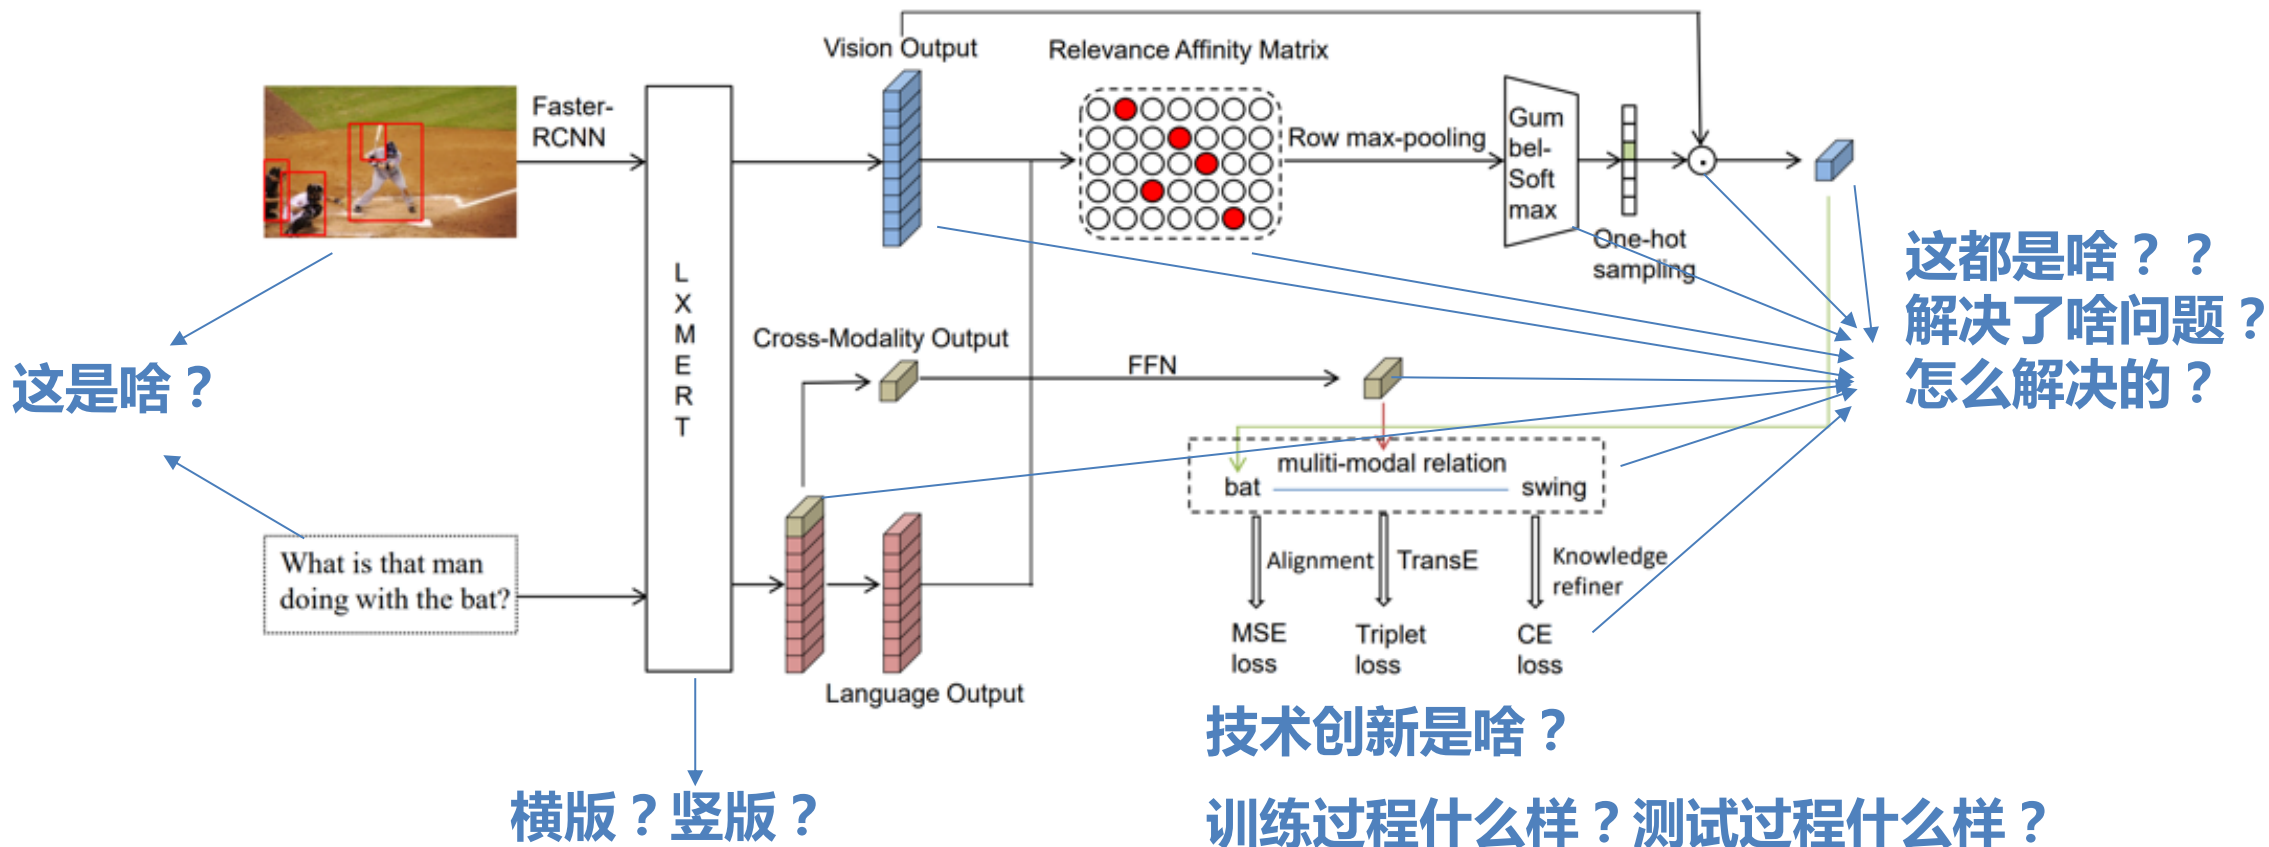 Vision Output
Relevance Affinity Matrix
Faster-
RCNN
Row max-pooling
Gum
bel-
Soft
max
One-hot
sampling
L
X
M
E
R
T
Cross-Modality Output
FFN
这是啥？
这都是啥？？
解决了啥问题？
怎么解决的？
muliti-modal relation
bat
swing
What is that man
doing with the bat?
Alignment
TransE
Knowledge
refiner
MSE
loss
Triplet
loss
CE
loss
Language Output
技术创新是啥？
横版？竖版？
训练过程什么样？测试过程什么样？